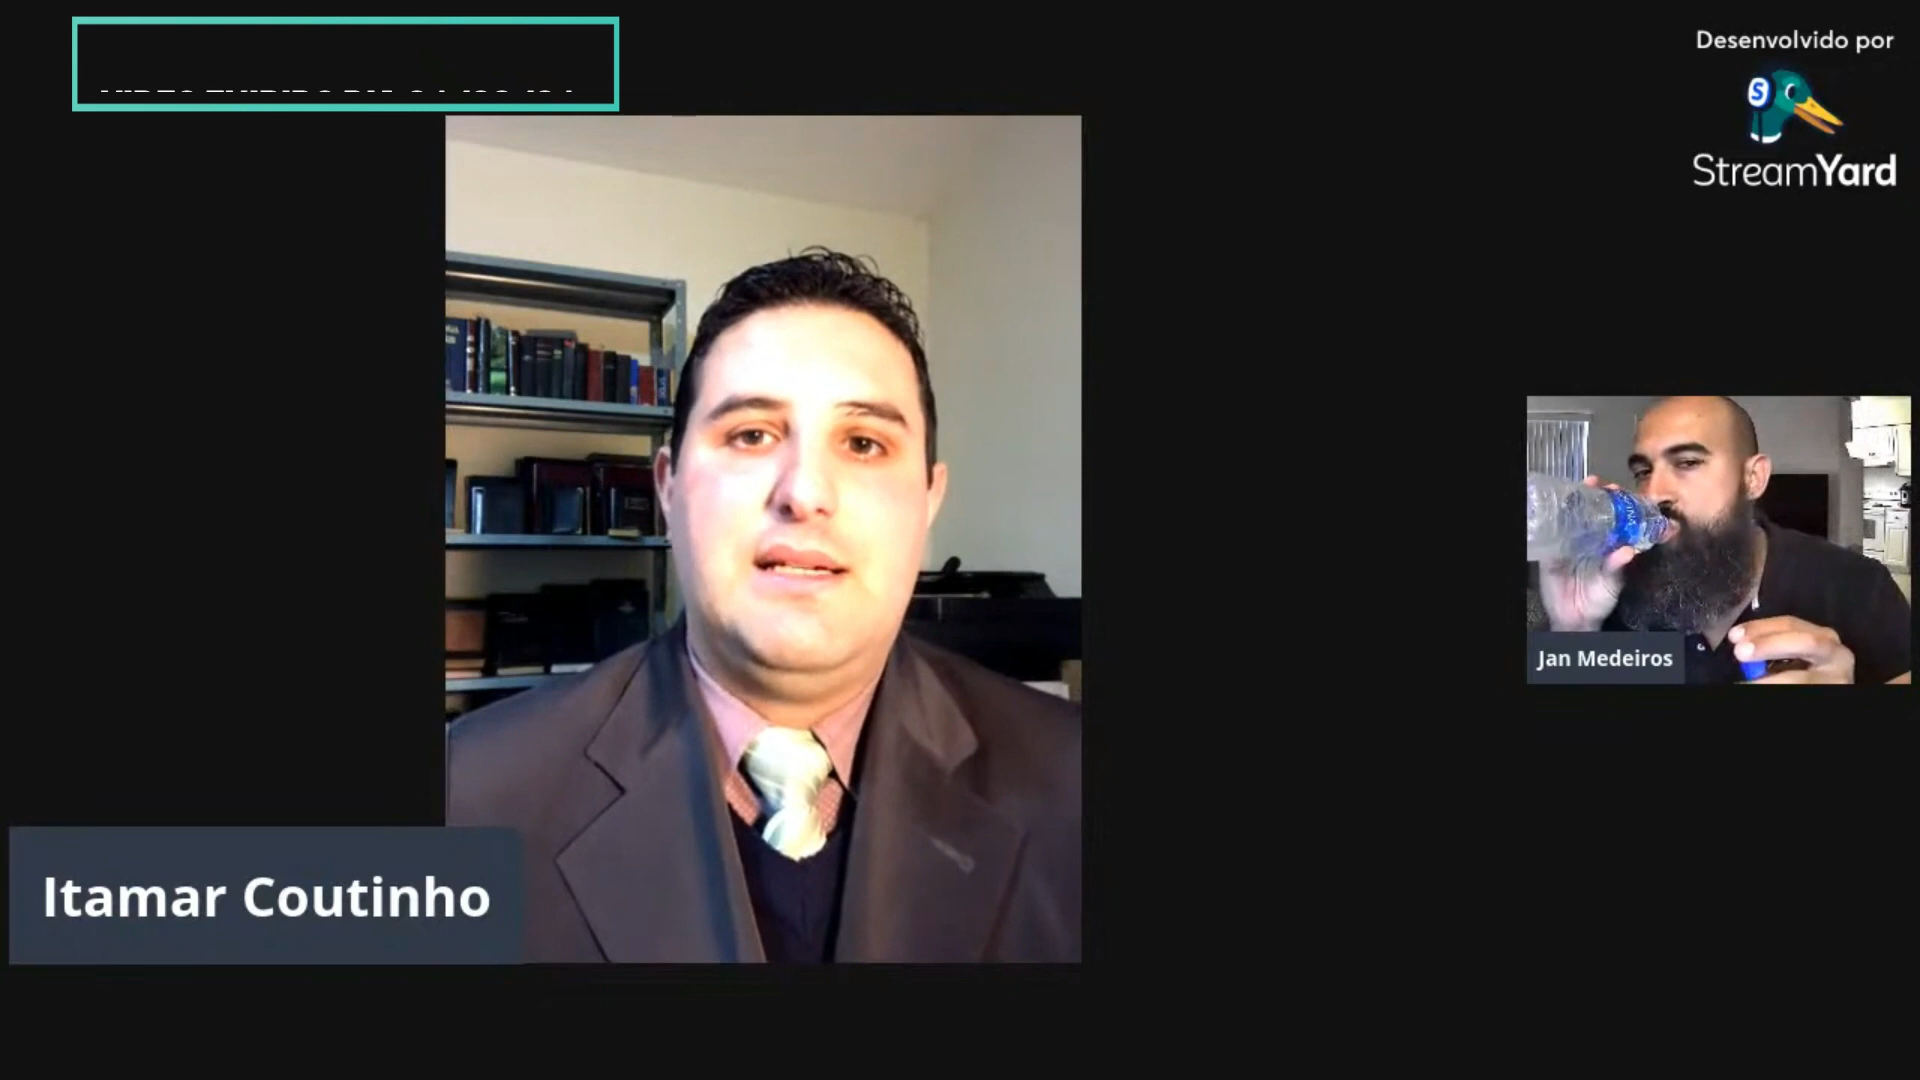 Desenvolvido por
S
StreamYard
Jan Medeiros
Itamar Coutinho